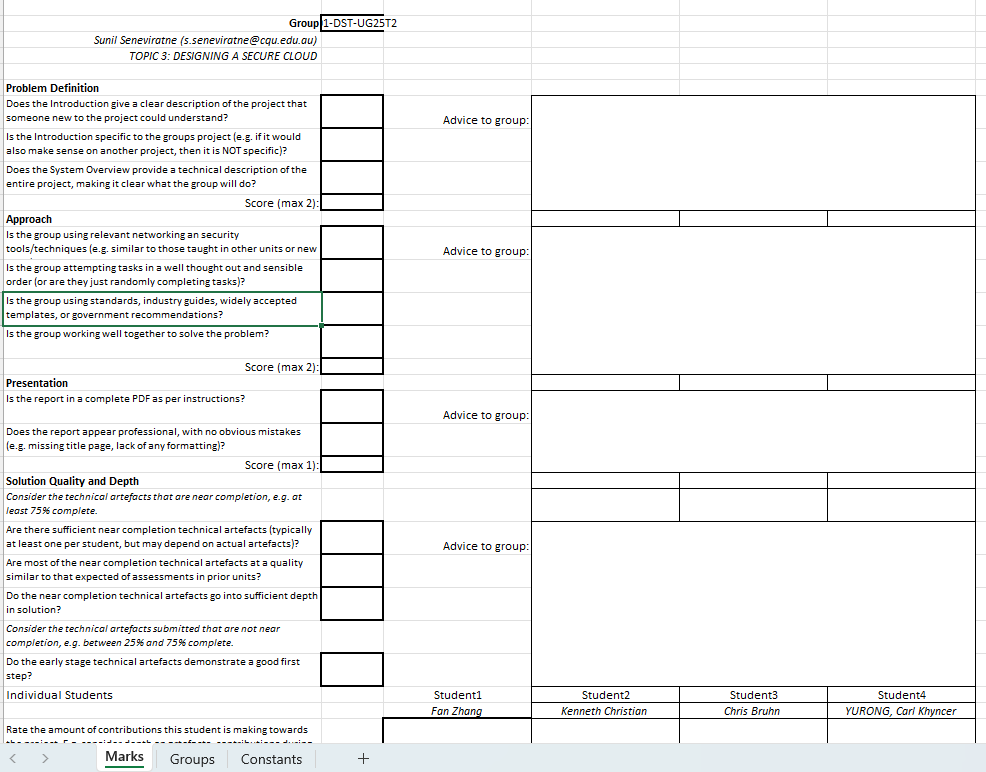 Group 1-DST-UG25T2
Sunil Seneviratne (s.seneviratne@cqu.edu.au)
TOPIC 3: DESIGNING A SECURE CLOUD
Problem Definition
Does the Introduction give a clear description of the project that
someone new to the project could understand?
Advice to group:
Is the Introduction specific to the groups project (e.g. if it would
also make sense on another project, then it is NOT specific)?
Does the System Overview provide a technical description of the
entire project, making it clear what the group will do?
Score (max 2):
Approach
Is the group using relevant networking an security
tools/techniques (e.g. similar to those taught in other units or new
Advice to group:
Is the group attempting tasks in a well thought out and sensible
order (or are they just randomly completing tasks)?
Is the group using standards, industry guides, widely accepted
templates, or government recommendations?
Is the group working well together to solve the problem?
Score (max 2):
Presentation
Is the report in a complete PDF as per instructions?
Advice to group:
Does the report appear professional, with no obvious mistakes
(e.g. missing title page, lack of any formatting)?
Score (max 1):
Solution Quality and Depth
Consider the technical artefacts that are near completion, e.g. at
least 75% complete.
Are there sufficient near completion technical artefacts (typically
at least one per student, but may depend on actual artefacts)?
Advice to group:
Are most of the near completion technical artefacts at a quality
similar to that expected of assessments in prior units?
Do the near completion technical artefacts go into sufficient depth
in solution?
Consider the technical artefacts submitted that are not near
completion, e.g. between 25% and 75% complete.
Do the early stage technical artefacts demonstrate a good first
step?
Individual Students Student1 Student2 Student3 Student4
Fan Zhang Kenneth Christian Chris Bruhn YURONG, Carl Khyncer
Rate the amount of contributions this student is making towards
Marks Groups Constants